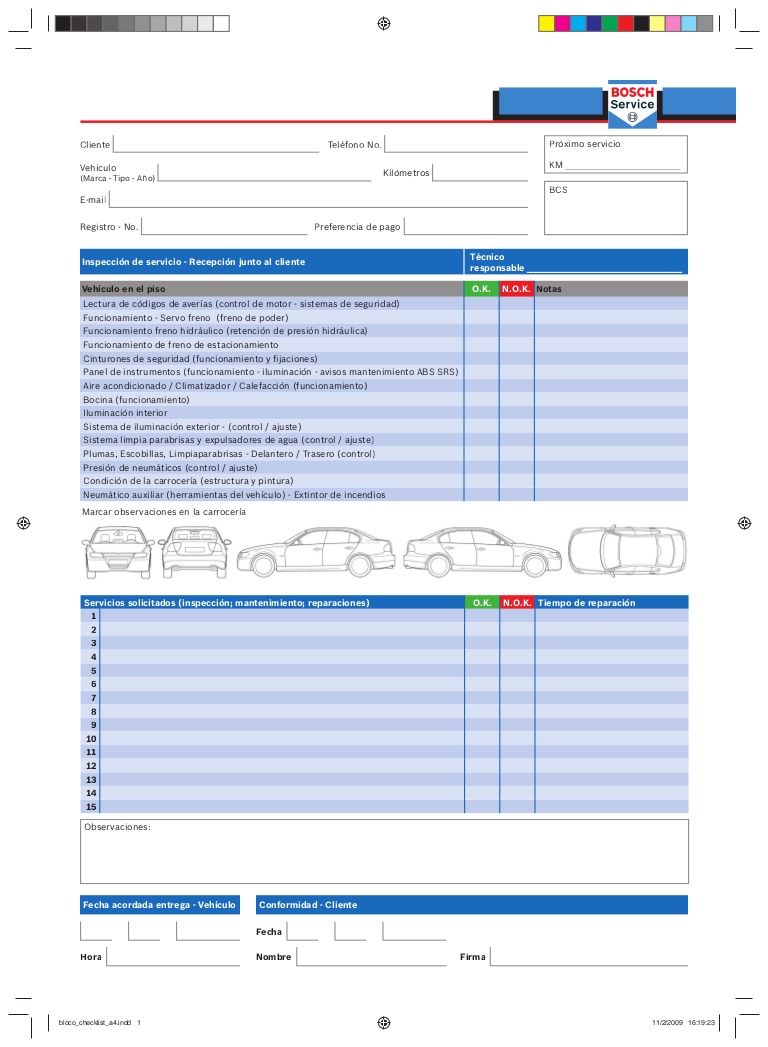 BOSCH
Service
Cliente
Teléfono No.
Próximo servicio
KM
Vehículo
(Marca - Tipo - Año)
Kilómetros
E-mail
BCS
Registro - No.
Preferencia de pago
Inspección de servicio - Recepción junto al cliente
Técnico
responsable
Vehículo en el piso O.K. N.O.K. Notas
Lectura de códigos de averías (control de motor - sistemas de seguridad)
Funcionamiento - Servo freno (freno de poder)
Funcionamiento freno hidráulico (retención de presión hidráulica)
Funcionamiento de freno de estacionamiento
Cinturones de seguridad (funcionamiento y fijaciones)
Panel de instrumentos (funcionamiento - iluminación - avisos mantenimiento ABS SRS)
Aire acondicionado / Climatizador / Calefacción (funcionamiento)
Bocina (funcionamiento)
Iluminación interior
Sistema de iluminación exterior - (control / ajuste)
Sistema limpia parabrisas y expulsadores de agua (control / ajuste)
Plumas, Escobillas, Limpiaparabrisas - Delantero / Trasero (control)
Presión de neumáticos (control / ajuste)
Condición de la carrocería (estructura y pintura)
Neumático auxiliar (herramientas del vehículo) - Extintor de incendios
Marcar observaciones en la carrocería
Servicios solicitados (inspección; mantenimiento; reparaciones) O.K. N.O.K. Tiempo de reparación
1
2
3
4
5
6
7
8
9
10
11
12
13
14
15
Observaciones:
Fecha acordada entrega - Vehículo
Conformidad - Cliente
Fecha
Hora
Nombre
Firma
bloco_checklist_a4.indd 1
11/2/2009 16:19:23